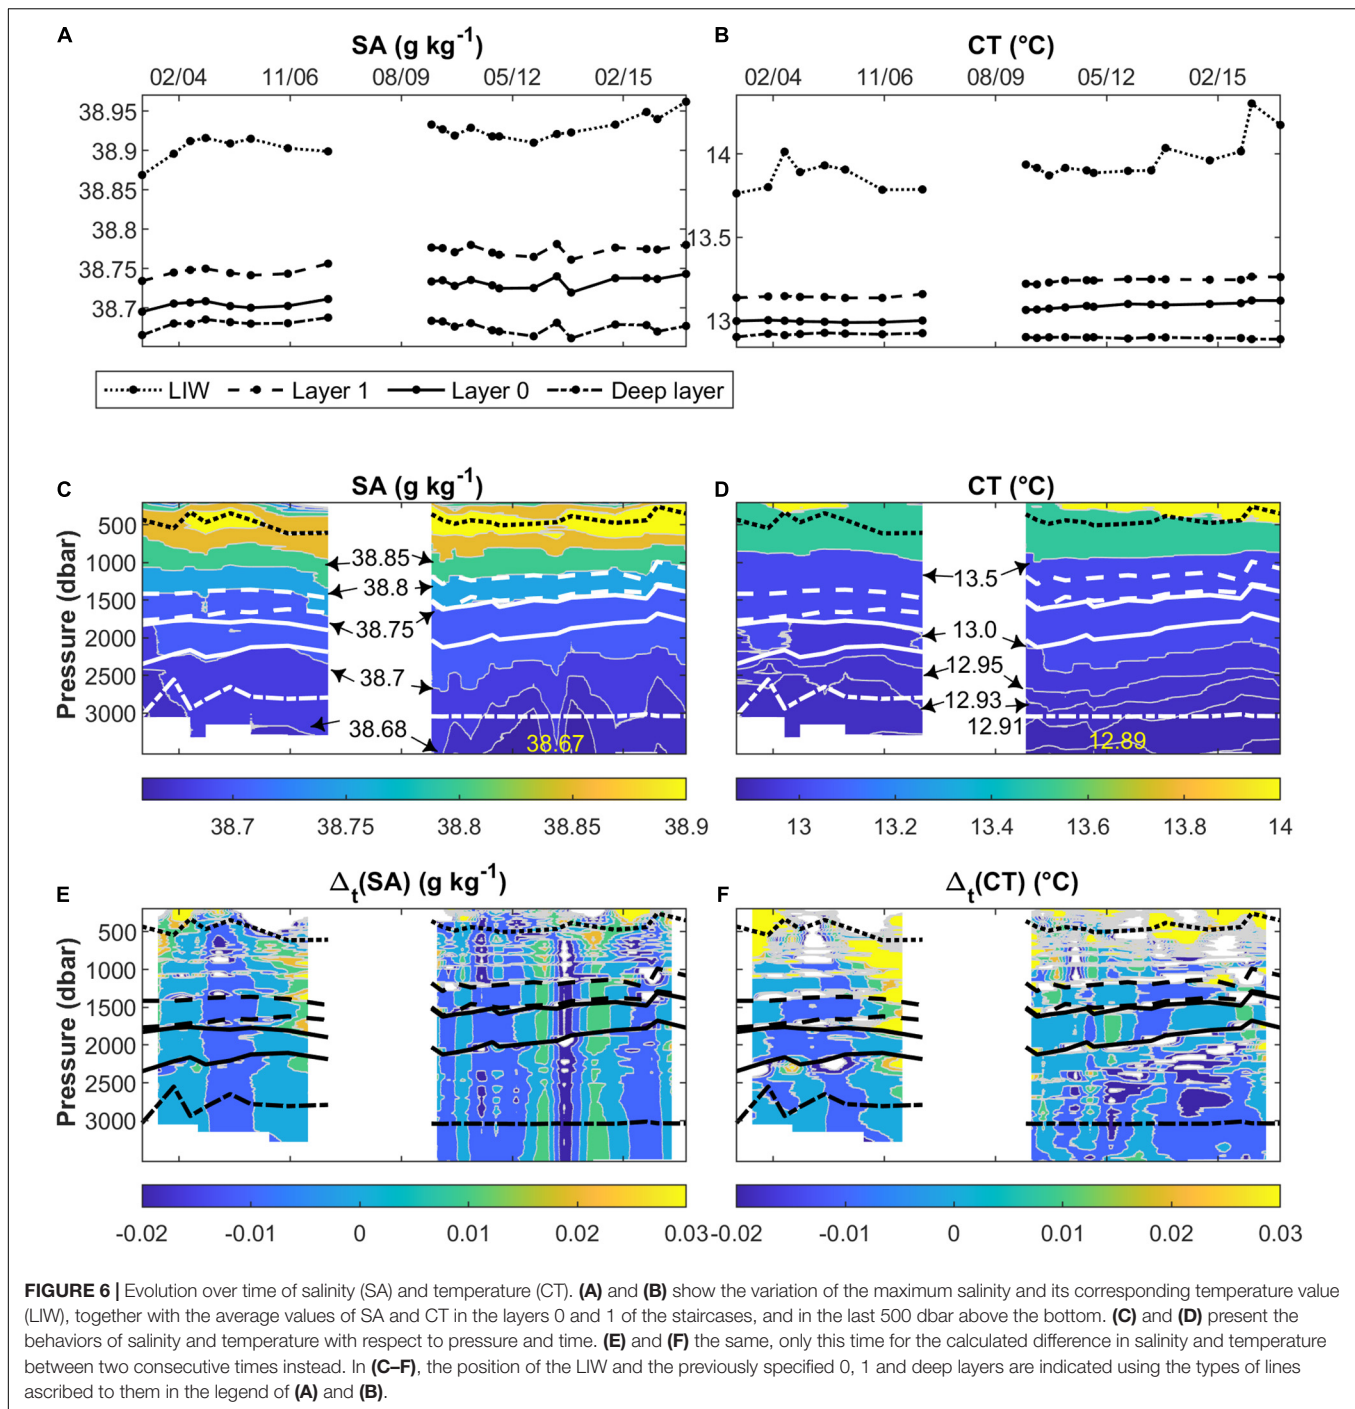 A
SA (g kg-1)
02/04 11/06 08/09 05/12 02/15
38.95
38.9
38.85
38.8
38.75
38.7
B
CT (°C)
02/04 11/06 08/09 05/12 02/15
14
13.5
13
LIW Layer 1 Layer 0 Deep layer
C
SA (g kg-1)
Pressure (dbar)
500
1000
1500
2000
2500
3000
38.85
38.8
38.75
38.7
38.68
38.67
38.7 38.75 38.8 38.85 38.9
D
CT (°C)
13.5
13.0
12.95
12.93
12.91
12.89
13 13.2 13.4 13.6 13.8 14
E
Δt(SA) (g kg-1)
Pressure (dbar)
500
1000
1500
2000
2500
3000
-0.02 -0.01 0 0.01 0.02 0.03
F
Δt(CT) (°C)
-0.02 -0.01 0 0.01 0.02 0.03
FIGURE 6 | Evolution over time of salinity (SA) and temperature (CT). (A) and (B) show the variation of the maximum salinity and its corresponding temperature value
(LIW), together with the average values of SA and CT in the layers 0 and 1 of the staircases, and in the last 500 dbar above the bottom. (C) and (D) present the
behaviors of salinity and temperature with respect to pressure and time. (E) and (F) the same, only this time for the calculated difference in salinity and temperature
between two consecutive times instead. In (C–F), the position of the LIW and the previously specified 0, 1 and deep layers are indicated using the types of lines
ascribed to them in the legend of (A) and (B).